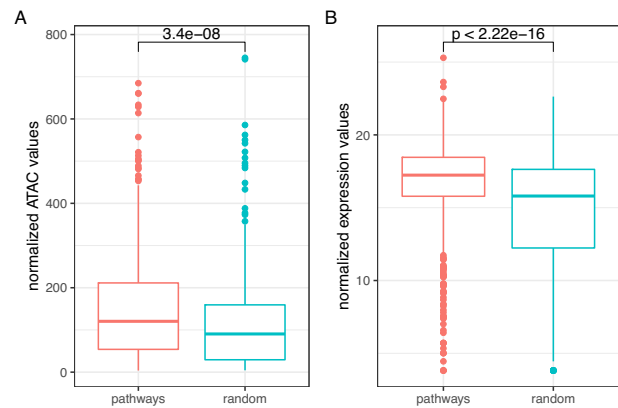 A
3.4e−08
800
600
400
200
0
normalized ATAC values
pathways
random
B
p < 2.22e−16
20
10
normalized expression values
pathways
random